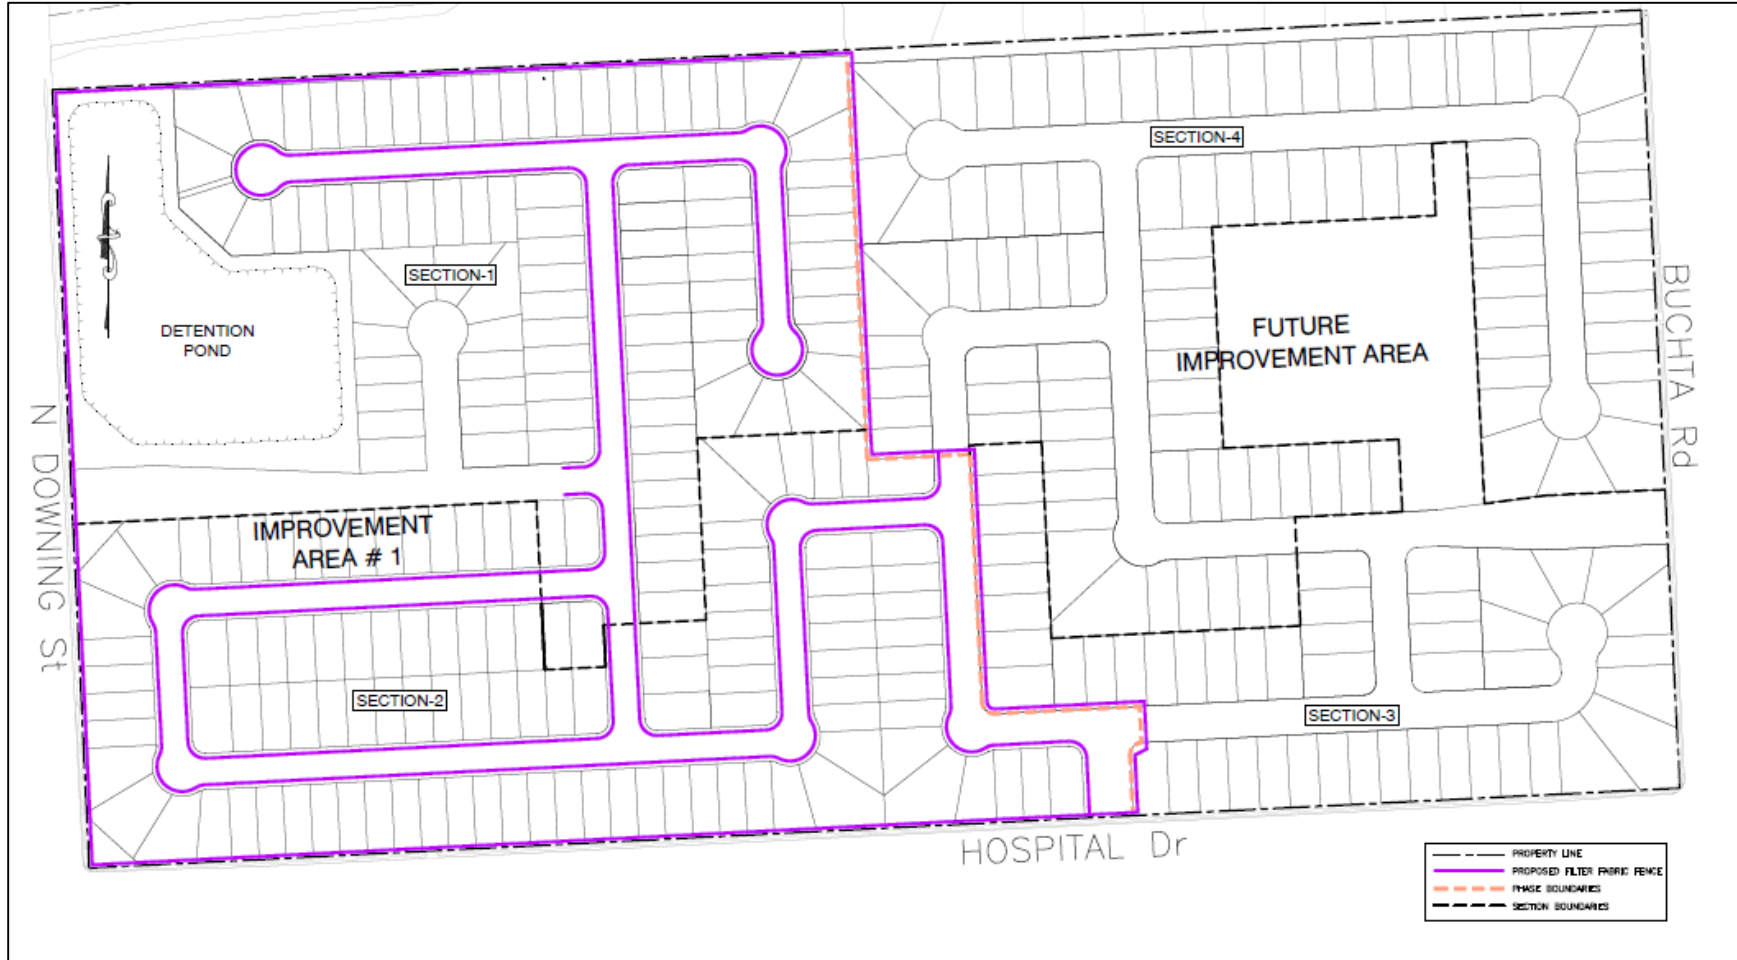 SECTION-4
SECTION-1
DETENTION
POND
FUTURE
IMPROVEMENT AREA
BUCHTA Rd
N DOWNING St
IMPROVEMENT
AREA # 1
SECTION-2
SECTION-3
HOSPITAL Dr
PROPERTY LINE
PROPOSED FILTER FABRIC FENCE
PHASE BOUNDARIES
SECTION BOUNDARIES